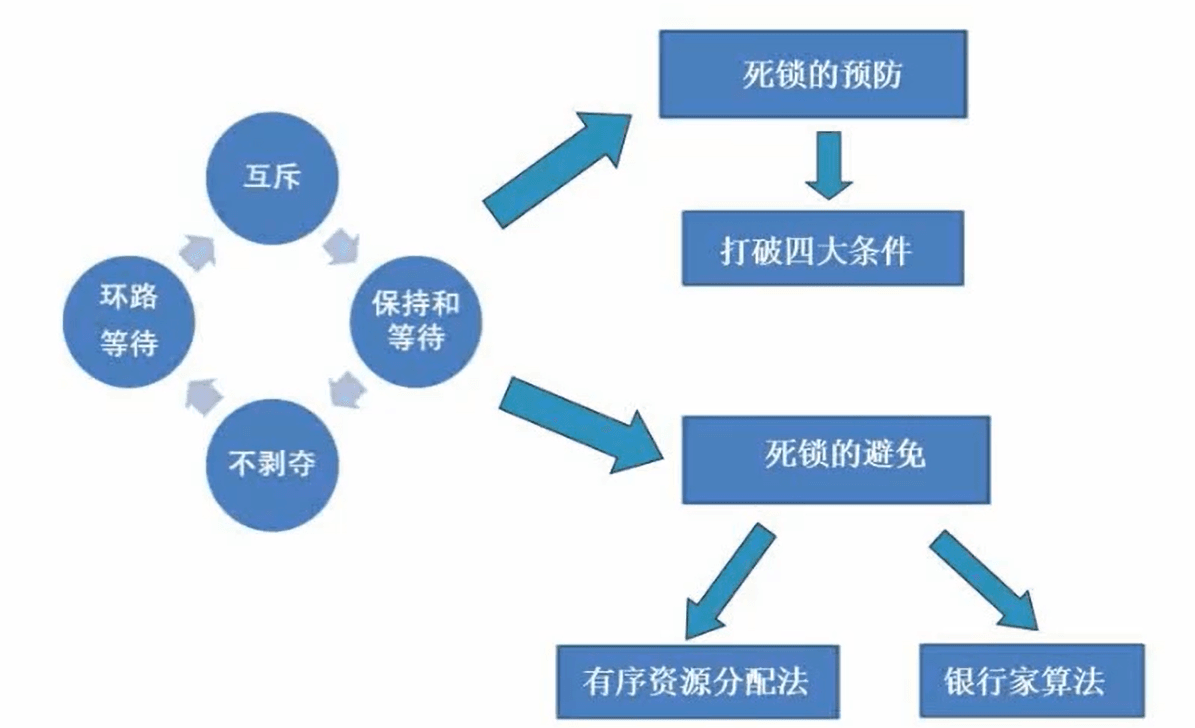 死锁的预防
互斥
打破四大条件
环路
等待
保持和
等待
不剥夺
死锁的避免
有序资源分配法
银行家算法